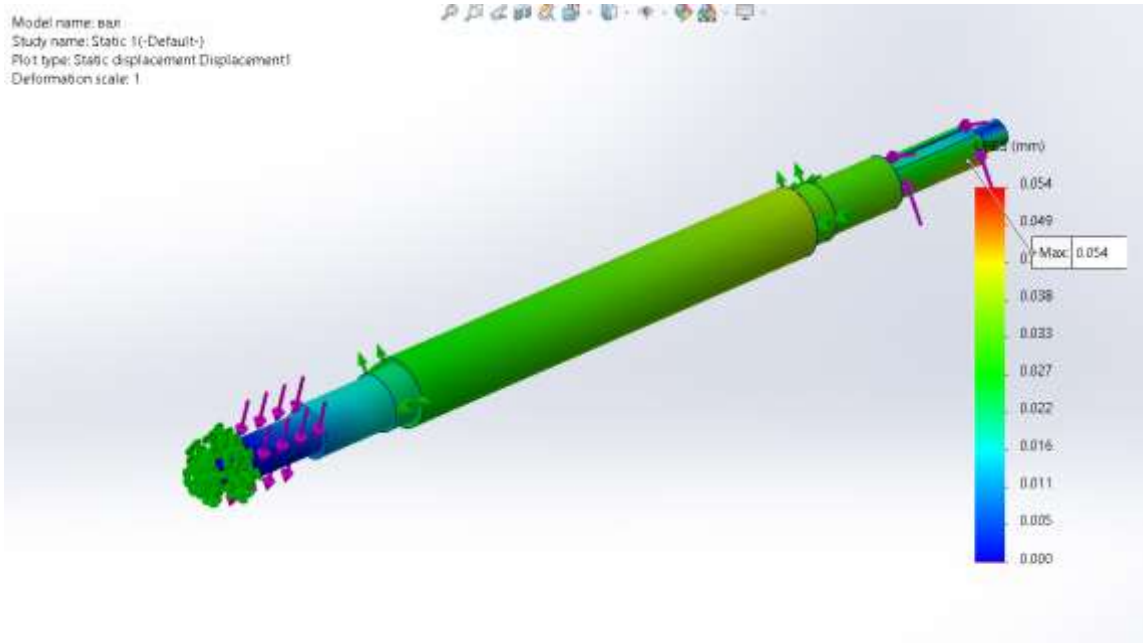 Model name: вал
Study name: Static 1(-Default-)
Plot type: Static displacement Displacement1
Deformation scale: 1
(mm)
0.054
0.049
Max: 0.054
0.038
0.033
0.027
0.022
0.016
0.011
0.005
0.000